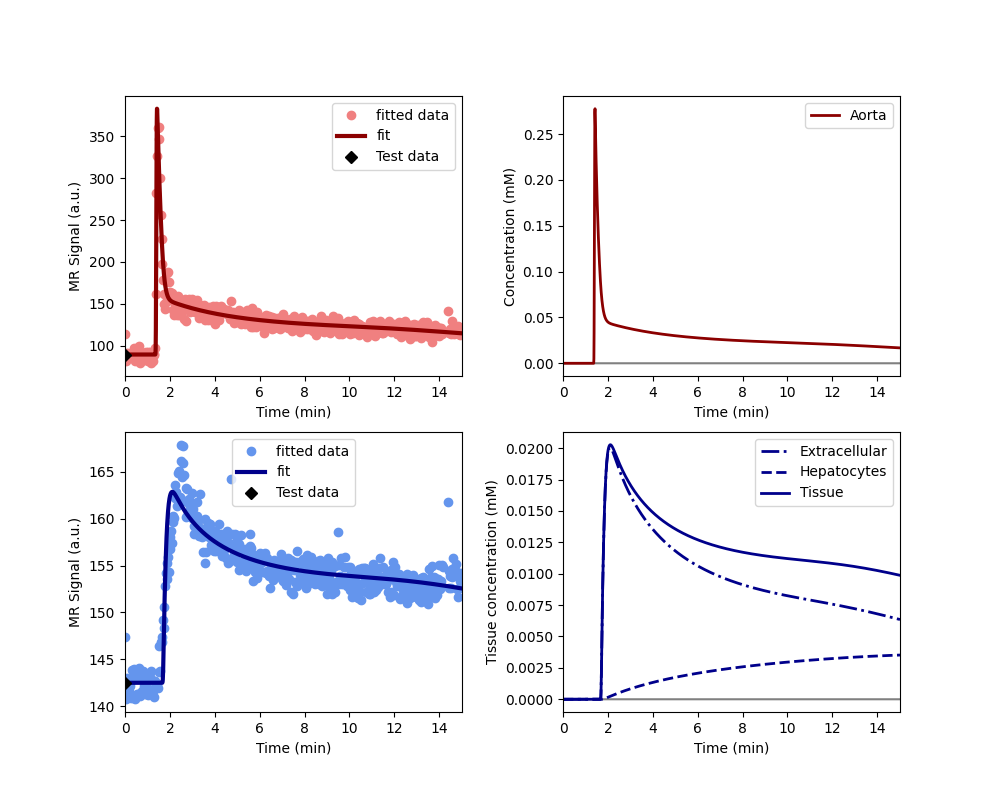 fitted data
fit
Test data
350
300
250
200
150
100
MR Signal (a.u.)
0 2 4 6 8 10 12 14
Time (min)
Aorta
0.25
0.20
0.15
0.10
0.05
0.00
Concentration (mM)
0 2 4 6 8 10 12 14
Time (min)
fitted data
fit
Test data
165
160
155
150
145
140
MR Signal (a.u.)
0 2 4 6 8 10 12 14
Time (min)
Extracellular
Hepatocytes
Tissue
0.0200
0.0175
0.0150
0.0125
0.0100
0.0075
0.0050
0.0025
0.0000
Tissue concentration (mM)
0 2 4 6 8 10 12 14
Time (min)